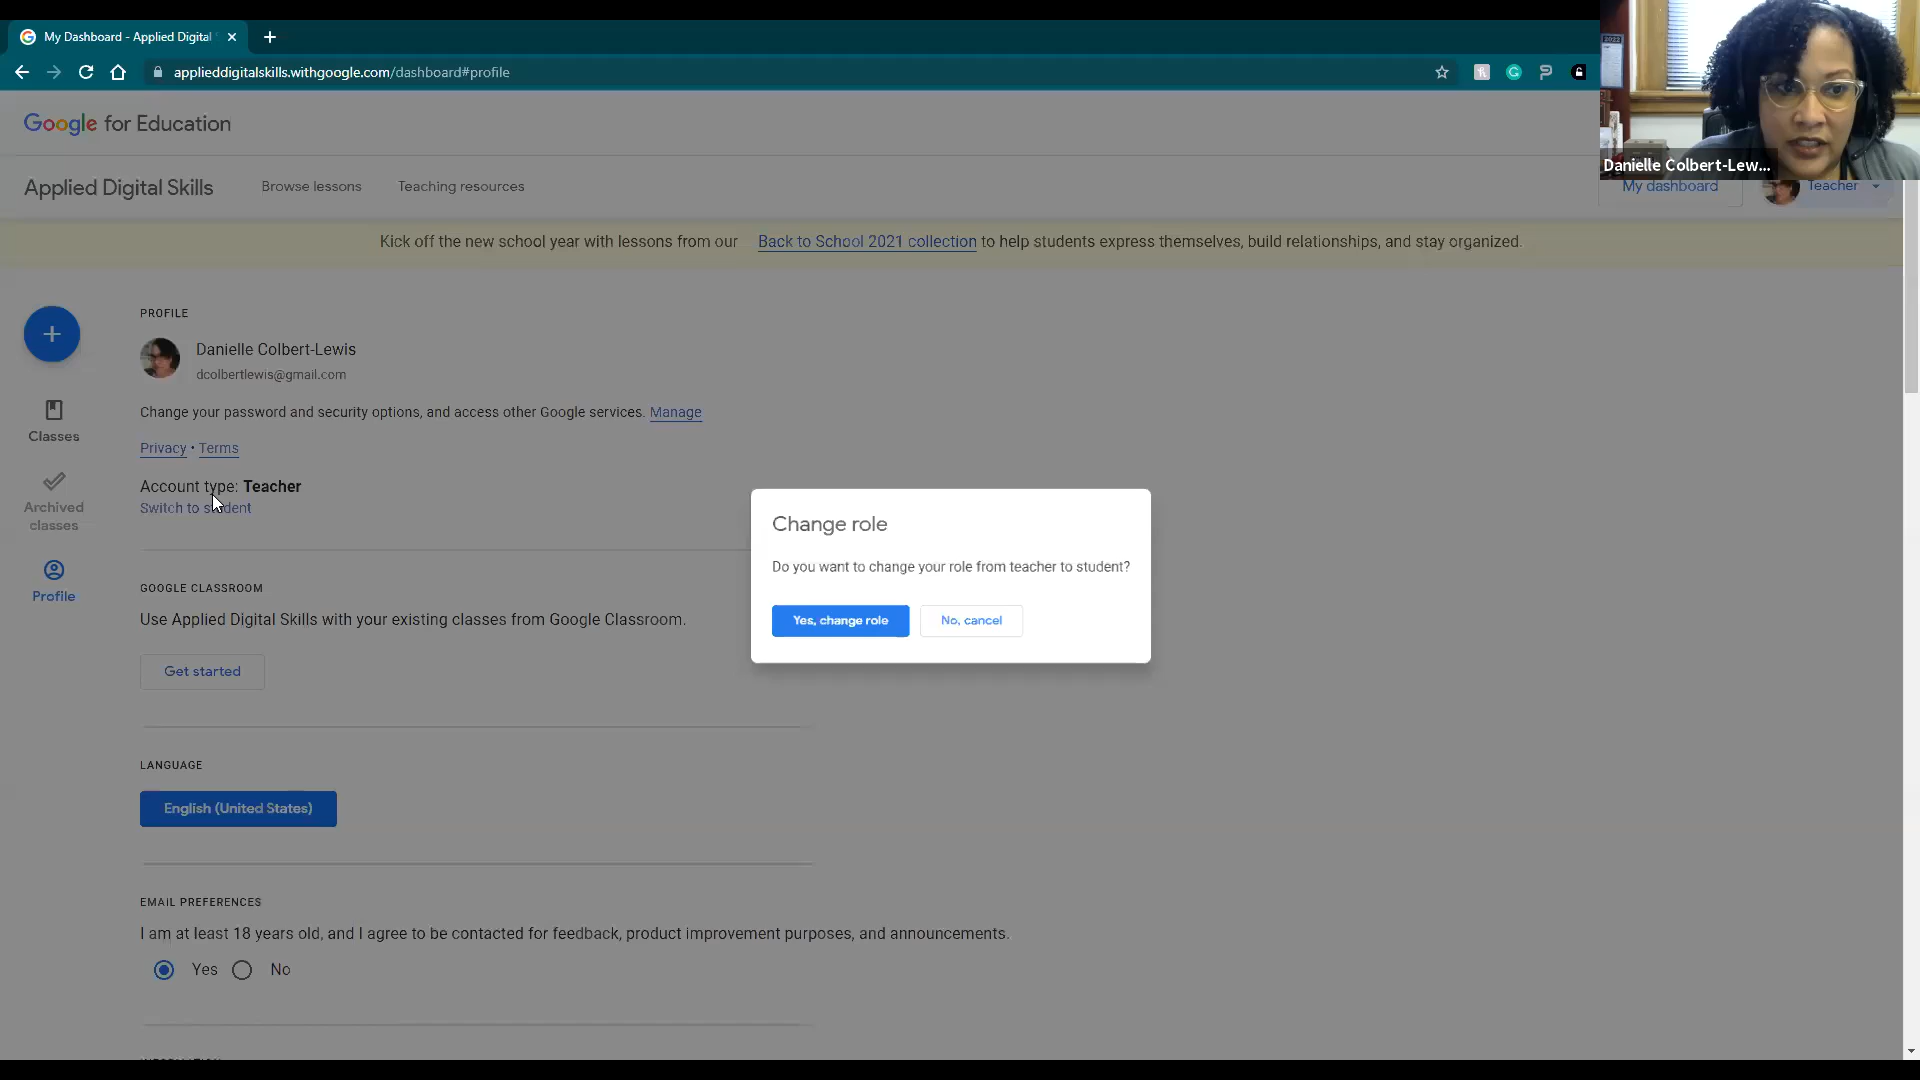 My Dashboard - Applied Digital
applieddigitalskills.withgoogle.com/dashboard#profile
2022
Danielle Colbert-Lew...
Google for Education
Applied Digital Skills
Browse lessons
Teaching resources
My dashboard
Teacher
Kick off the new school year with lessons from our Back to School 2021 collection to help students express themselves, build relationships, and stay organized.
PROFILE
Danielle Colbert-Lewis
dcolbertlewis@gmail.com
Change your password and security options, and access other Google services. Manage
Privacy • Terms
Account type: Teacher
Switch to student
Classes
Archived
classes
Profile
Change role
Do you want to change your role from teacher to student?
Yes, change role
No, cancel
GOOGLE CLASSROOM
Use Applied Digital Skills with your existing classes from Google Classroom.
Get started
LANGUAGE
English (United States)
EMAIL PREFERENCES
I am at least 18 years old, and I agree to be contacted for feedback, product improvement purposes, and announcements.
Yes
No